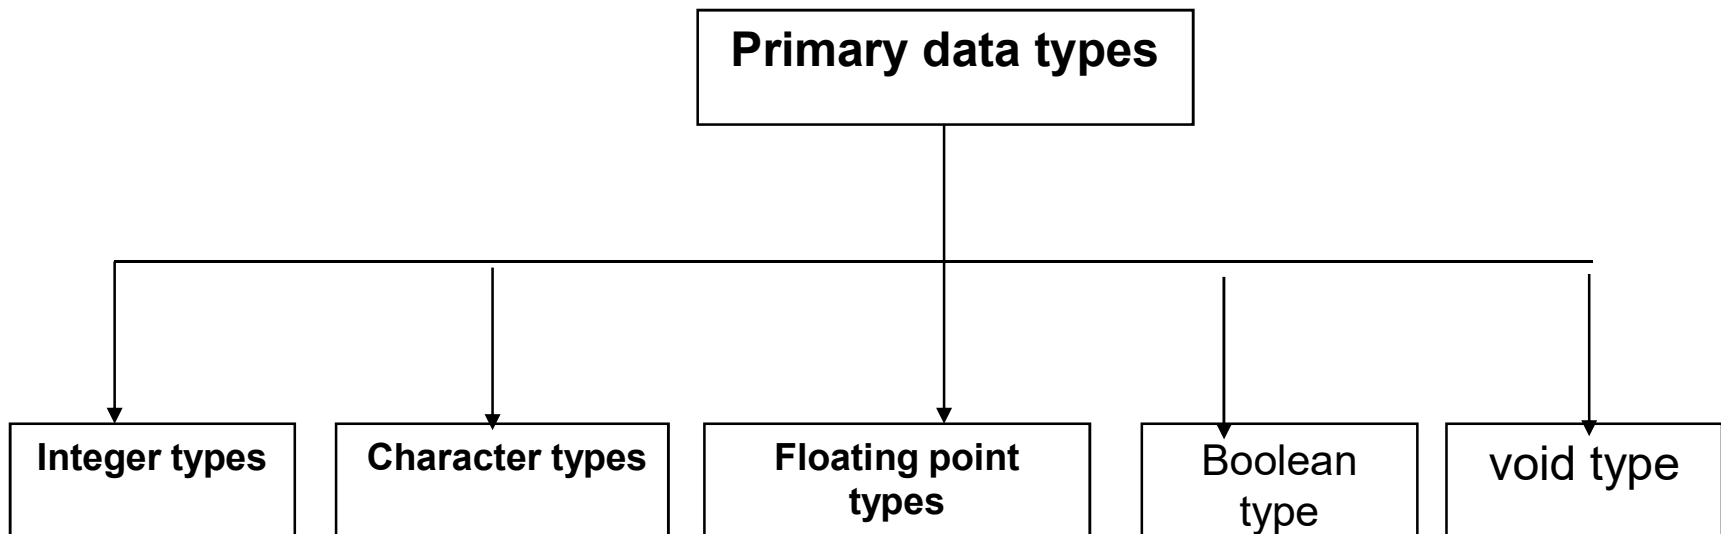 Primary data types
Integer types
Character types
Floating point
types
Boolean
type
void type